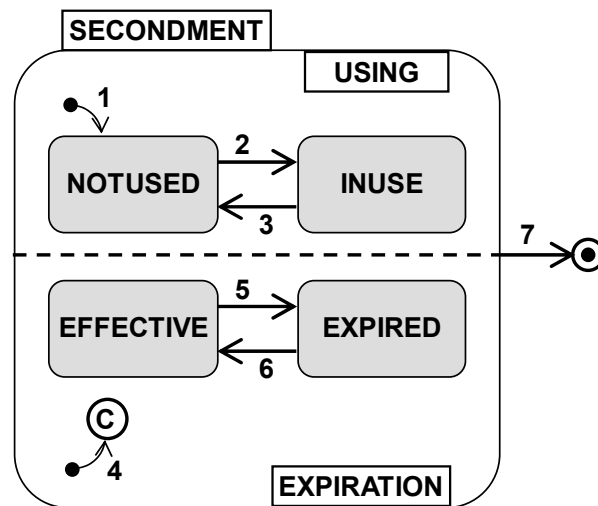 SECONDMENT
USING
1
NOTUSED
2
INUSE
3
7
EFFECTIVE
5
EXPIRED
6
C
4
EXPIRATION